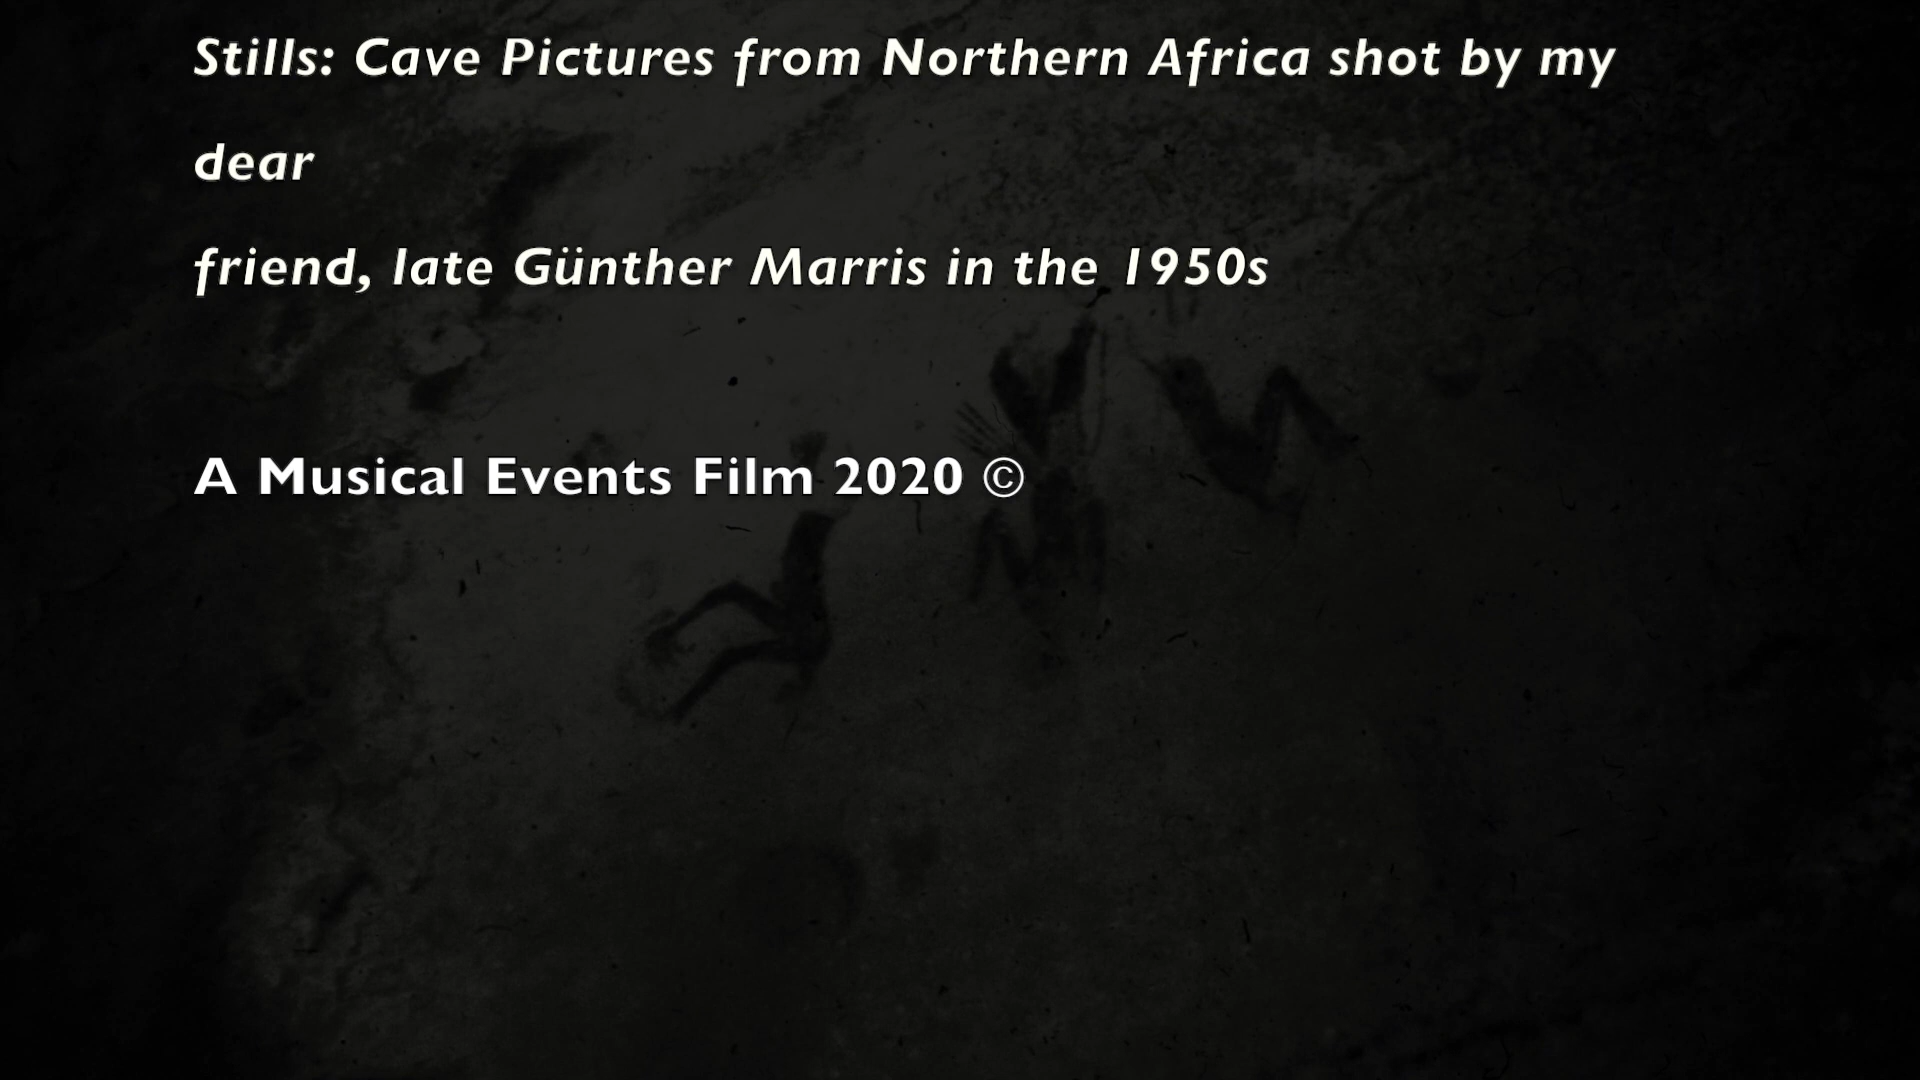 Stills: Cave Pictures from Northern Africa shot by my
dear
friend, late Günther Marris in the 1950s
A Musical Events Film 2020 ©